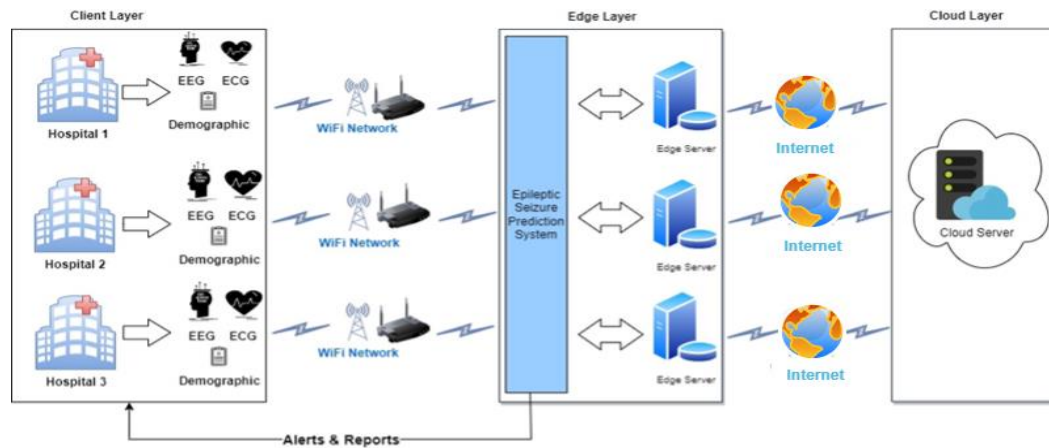 Client Layer
Edge Layer
Cloud Layer
EEG ECG
Hospital 1
Demographic
WiFi Network
Edge Server
Internet
EEG ECG
Hospital 2
Demographic
WiFi Network
Epileptic
Seizure
Prediction
System
Edge Server
Internet
Cloud Server
EEG ECG
Hospital 3
Demographic
WiFi Network
Edge Server
Internet
Alerts & Reports